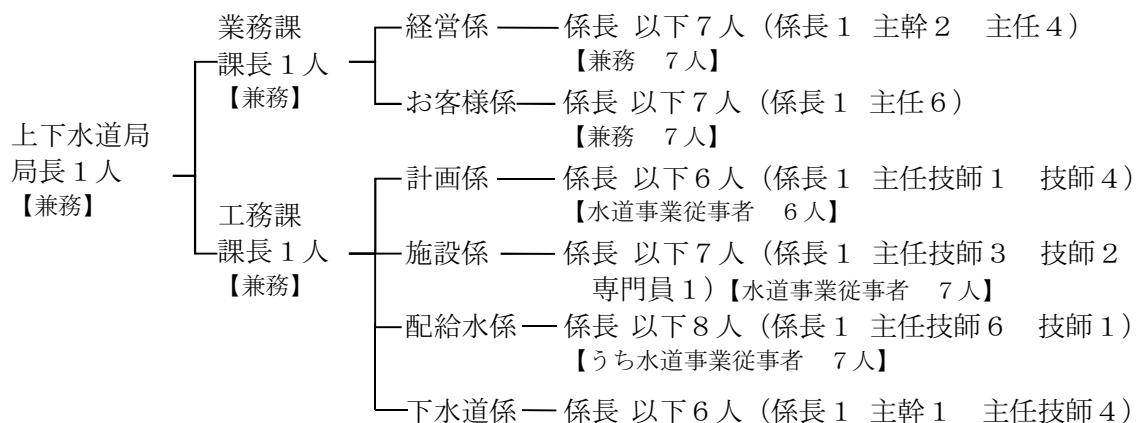 上下水道局
局長１人
【兼務】
業務課
課長１人
【兼務】
経営係 係長 以下７人（係長１ 主幹２ 主任４）
【兼務 ７人】
お客様係 係長 以下７人（係長１ 主任６）
【兼務 ７人】
工務課
課長１人
【兼務】
計画係 係長 以下６人（係長１ 主任技師１ 技師４）
【水道事業従事者 ６人】
施設係 係長 以下７人（係長１ 主任技師３ 技師２
専門員１）【水道事業従事者 ７人】
配給水係 係長 以下８人（係長１ 主任技師６ 技師１）
【うち水道事業従事者 ７人】
下水道係 係長 以下６人（係長１ 主幹１ 主任技師４）